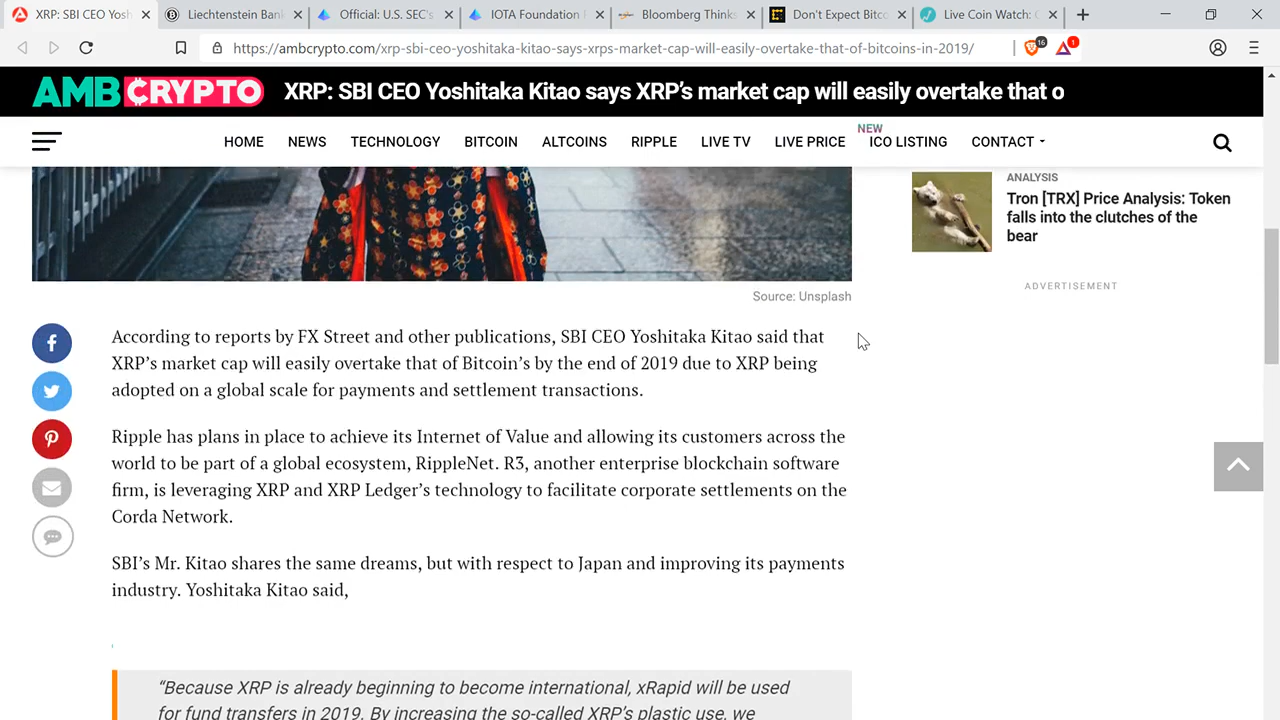 XRP: SBI CEO Yosh
Liechtenstein Bank
Official: U.S. SEC's
IOTA Foundation
Bloomberg Thinks
Don't Expect Bitco
Live Coin Watch: C
https://ambcrypto.com/xrp-sbi-ceo-yoshitaka-kitao-says-xrps-market-cap-will-easily-overtake-that-of-bitcoins-in-2019/
16
1
AMBCRYPTO
XRP: SBI CEO Yoshitaka Kitao says XRP's market cap will easily overtake that o
HOME NEWS TECHNOLOGY BITCOIN ALTCOINS RIPPLE LIVE TV LIVE PRICE NEW ICO LISTING CONTACT
ANALYSIS
Tron [TRX] Price Analysis: Token
falls into the clutches of the
bear
ADVERTISEMENT
Source: Unsplash
According to reports by FX Street and other publications, SBI CEO Yoshitaka Kitao said that
XRP's market cap will easily overtake that of Bitcoin's by the end of 2019 due to XRP being
adopted on a global scale for payments and settlement transactions.
Ripple has plans in place to achieve its Internet of Value and allowing its customers across the
world to be part of a global ecosystem, RippleNet. R3, another enterprise blockchain software
firm, is leveraging XRP and XRP Ledger's technology to facilitate corporate settlements on the
Corda Network.
SBI's Mr. Kitao shares the same dreams, but with respect to Japan and improving its payments
industry. Yoshitaka Kitao said,
"Because XRP is already beginning to become international, xRapid will be used
for fund transfers in 2019. By increasing the so-called XRP's plastic use, we